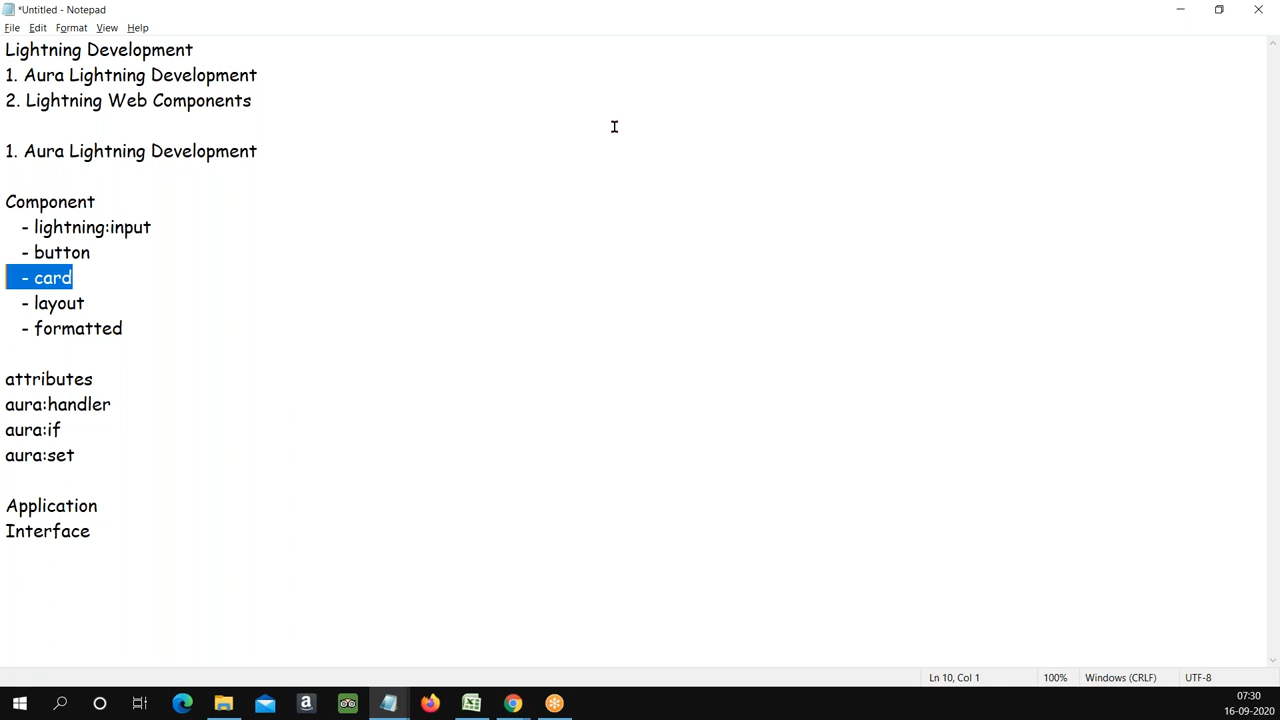 *Untitled - Notepad
File Edit Format View Help
Lightning Development
1. Aura Lightning Development
2. Lightning Web Components
1. Aura Lightning Development
Component
- lightning:input
- button
- card
- layout
- formatted
attributes
aura:handler
aura:if
aura:set
Application
Interface
Ln 10, Col 1 100% Windows (CRLF) UTF-8
07:30
16-09-2020